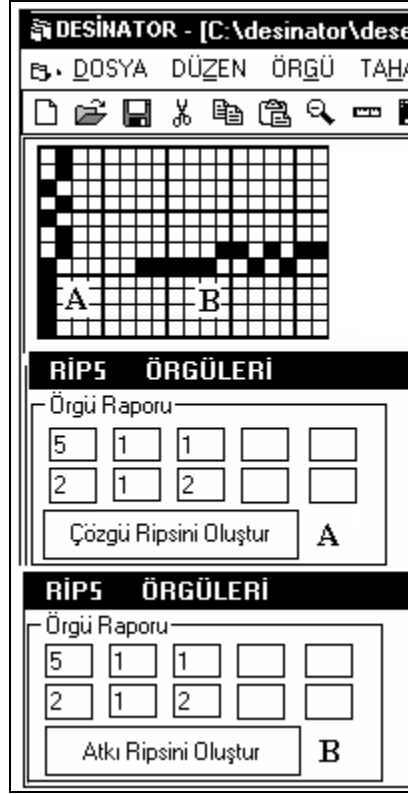 DESİNATOR - [C:\desinator\dese
DOSYA DÜZEN ÖRGÜ TAHA
A B
RİPS ÖRGÜLERİ
Örgü Raporu
5 1 1
2 1 2
Çözgü Ripsini Oluştur A
RİPS ÖRGÜLERİ
Örgü Raporu
5 1 1
2 1 2
Atkı Ripsini Oluştur B